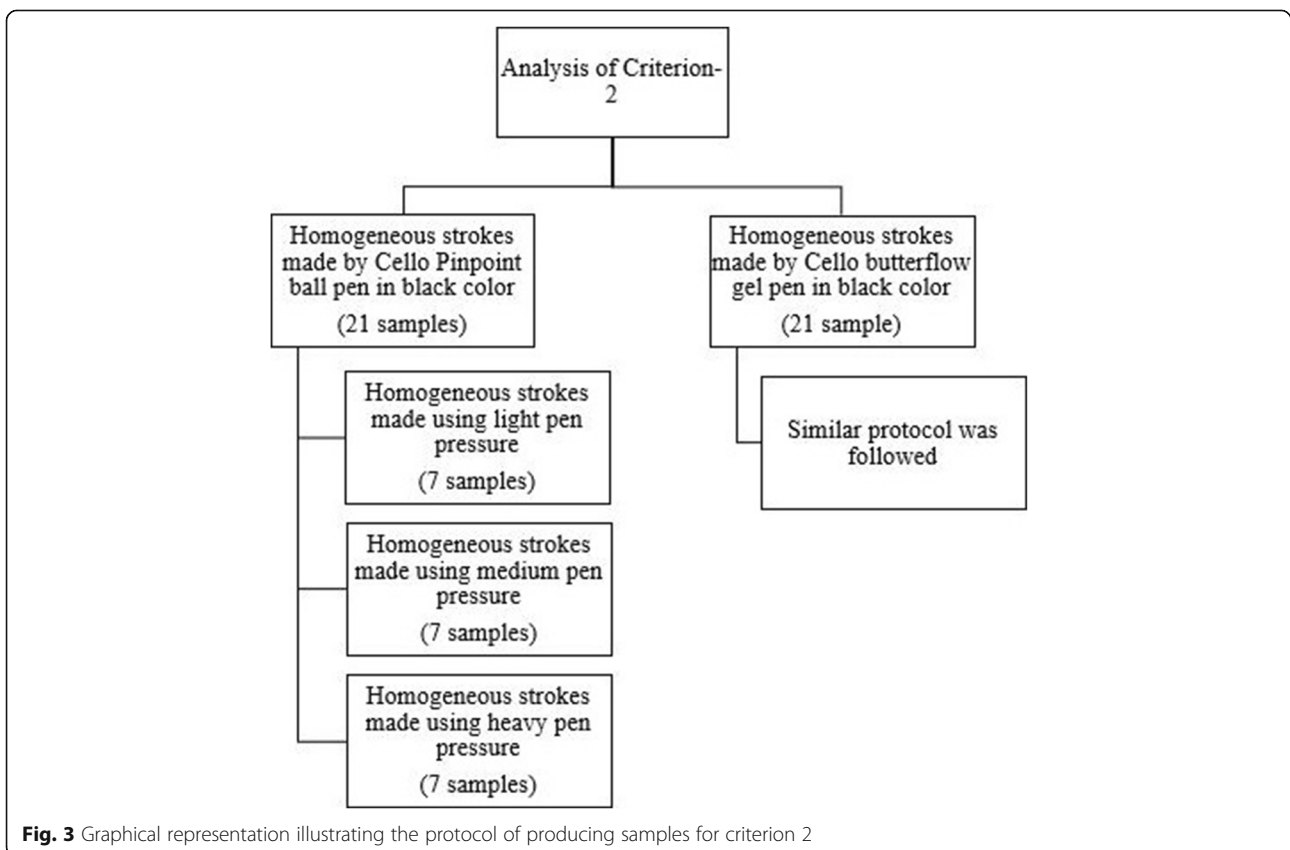 Analysis of Criterion-
2
Homogeneous strokes
made by Cello Pinpoint
ball pen in black color
(21 samples)
Homogeneous strokes
made by Cello butterflow
gel pen in black color
(21 sample)
Homogeneous strokes
made using light pen
pressure
(7 samples)
Similar protocol was
followed
Homogeneous strokes
made using medium pen
pressure
(7 samples)
Homogeneous strokes
made using heavy pen
pressure
(7 samples)
Fig. 3 Graphical representation illustrating the protocol of producing samples for criterion 2